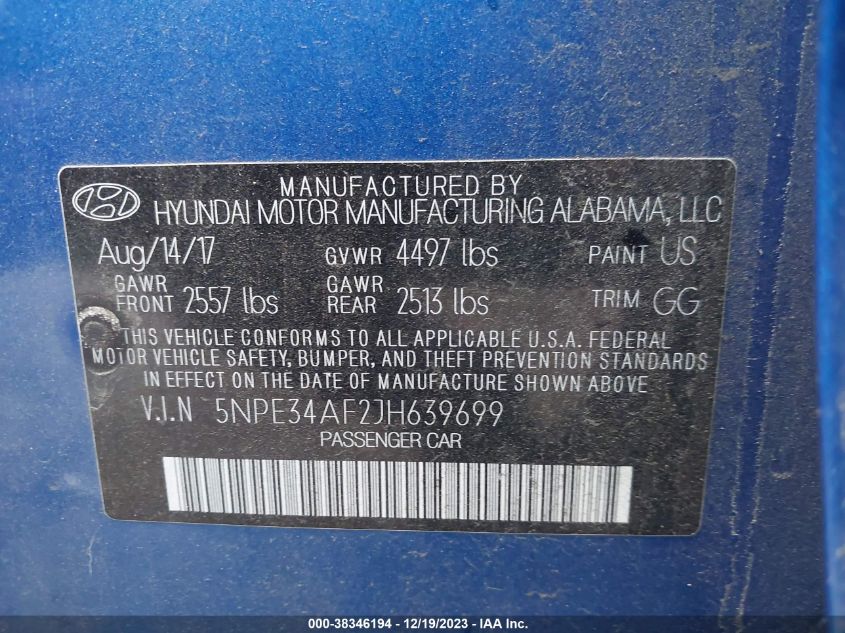 MANUFACTURED BY
HYUNDAI MOTOR MANUFACTURING ALABAMA, LLC
Aug/14/17 GVWR 4497 lbs PAINT US
GAWR FRONT 2557 lbs GAWR REAR 2513 lbs TRIM GG
THIS VEHICLE CONFORMS TO ALL APPLICABLE U.S.A. FEDERAL
MOTOR VEHICLE SAFETY, BUMPER, AND THEFT PREVENTION STANDARDS
IN EFFECT ON THE DATE OF MANUFACTURE SHOWN ABOVE
V.I.N 5NPE34AF2JH639699
PASSENGER CAR
000-38346194 - 12/19/2023 - IAA Inc.